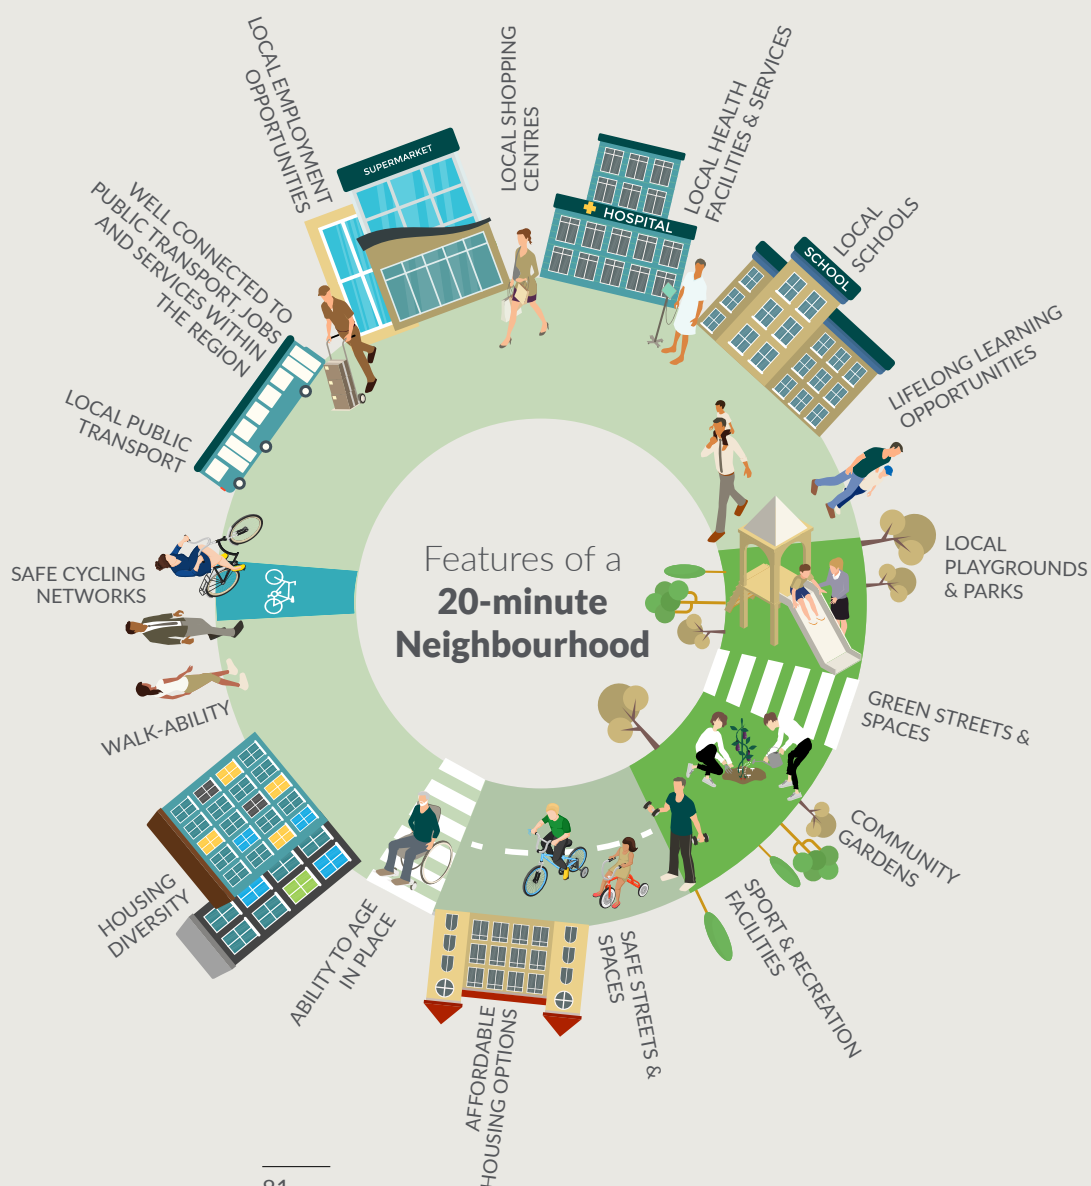 Features of a
20-minute
Neighbourhood
LOCAL SHOPPING
CENTRES
LOCAL HEALTH
FACILITIES & SERVICES
LOCAL
SCHOOLS
LIFELONG LEARNING
OPPORTUNITIES
LOCAL
PLAYGROUNDS
& PARKS
GREEN STREETS &
SPACES
COMMUNITY
GARDENS
SPORT & RECREATION
FACILITIES
SAFE STREETS &
SPACES
AFFORDABLE
HOUSING OPTIONS
ABILITY TO AGE
IN PLACE
HOUSING
DIVERSITY
WALK-ABILITY
SAFE CYCLING
NETWORKS
LOCAL PUBLIC
TRANSPORT
WELL CONNECTED TO
PUBLIC TRANSPORT, JOBS
AND SERVICES WITHIN
THE REGION
LOCAL EMPLOYMENT
OPPORTUNITIES
SUPERMARKET
HOSPITAL
SCHOOL